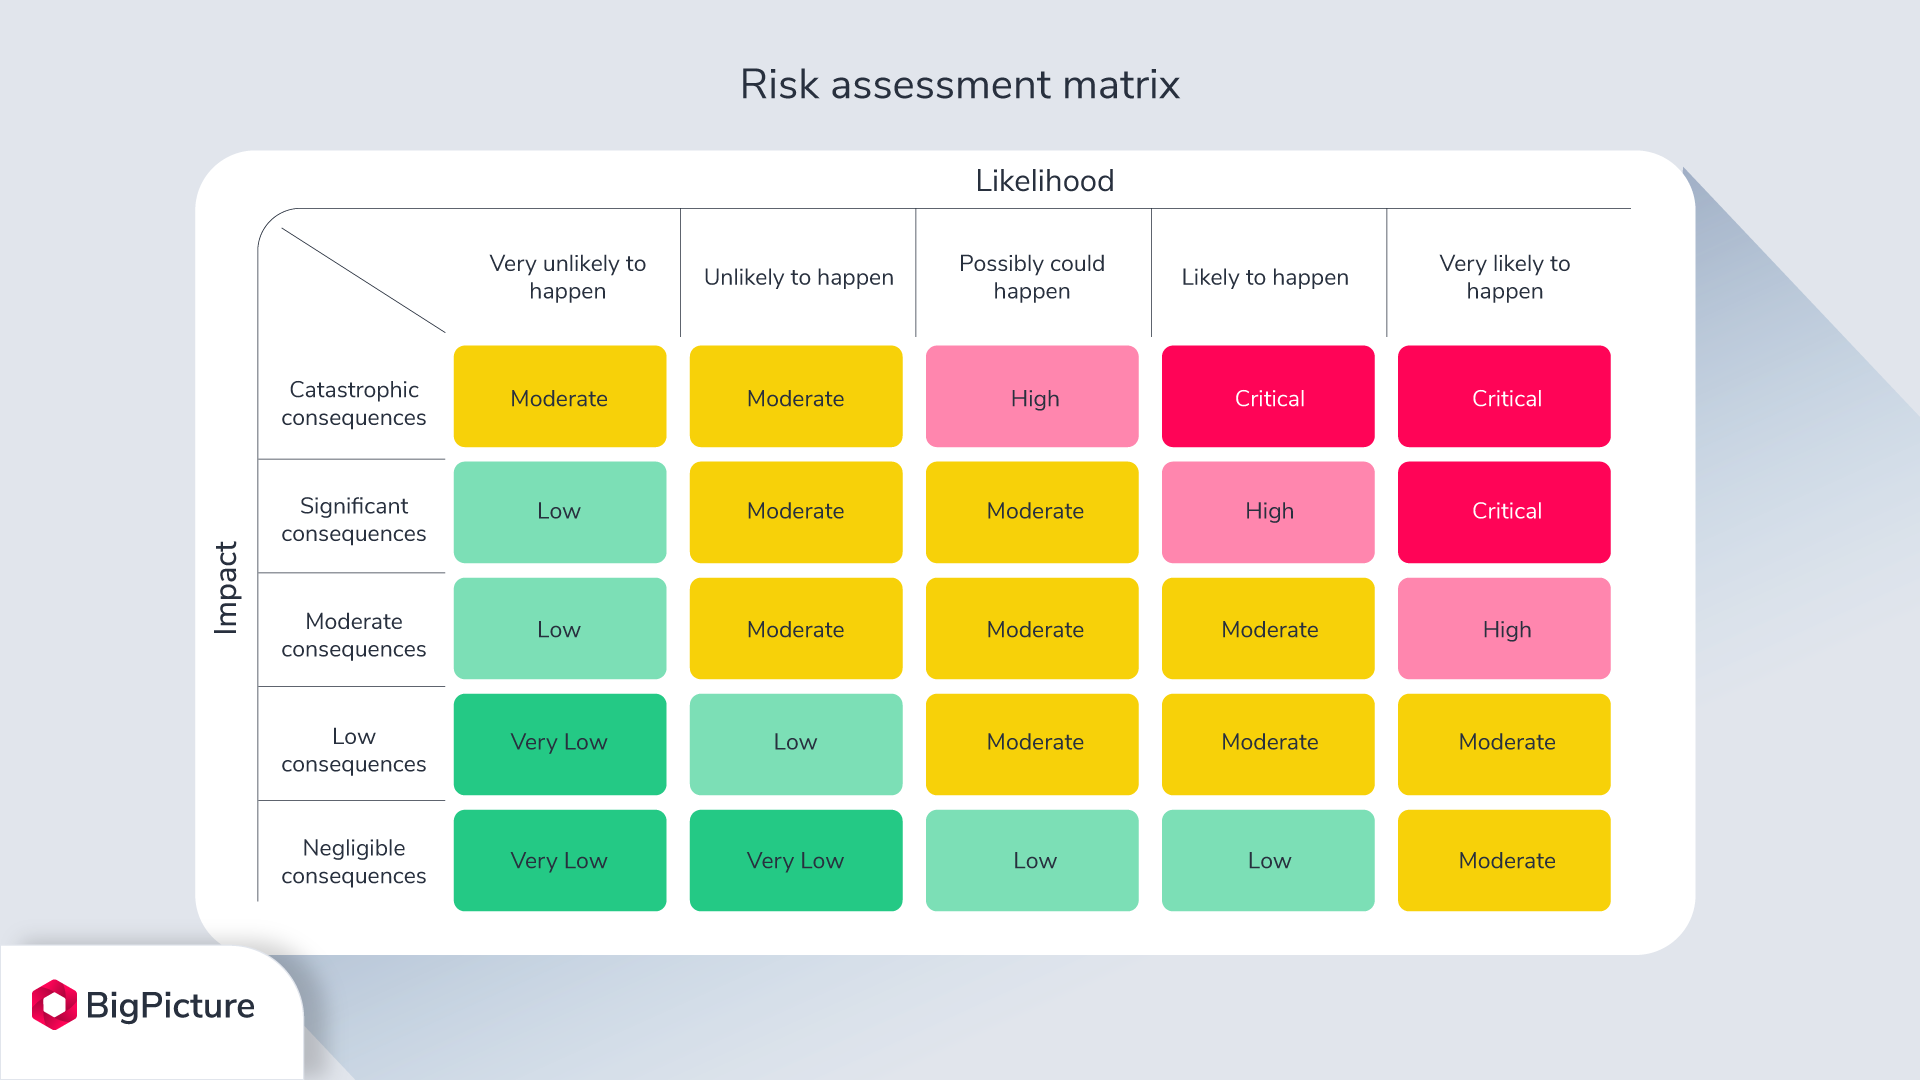 Risk assessment matrix
Likelihood
Very unlikely to
happen
Unlikely to happen
Possibly could
happen
Likely to happen
Very likely to
happen
Impact
Catastrophic
consequences
Moderate
Moderate
High
Critical
Critical
Significant
consequences
Low
Moderate
Moderate
High
Critical
Moderate
consequences
Low
Moderate
Moderate
Moderate
High
Low
consequences
Very Low
Low
Moderate
Moderate
Moderate
Negligible
consequences
Very Low
Very Low
Low
Low
Moderate
BigPicture